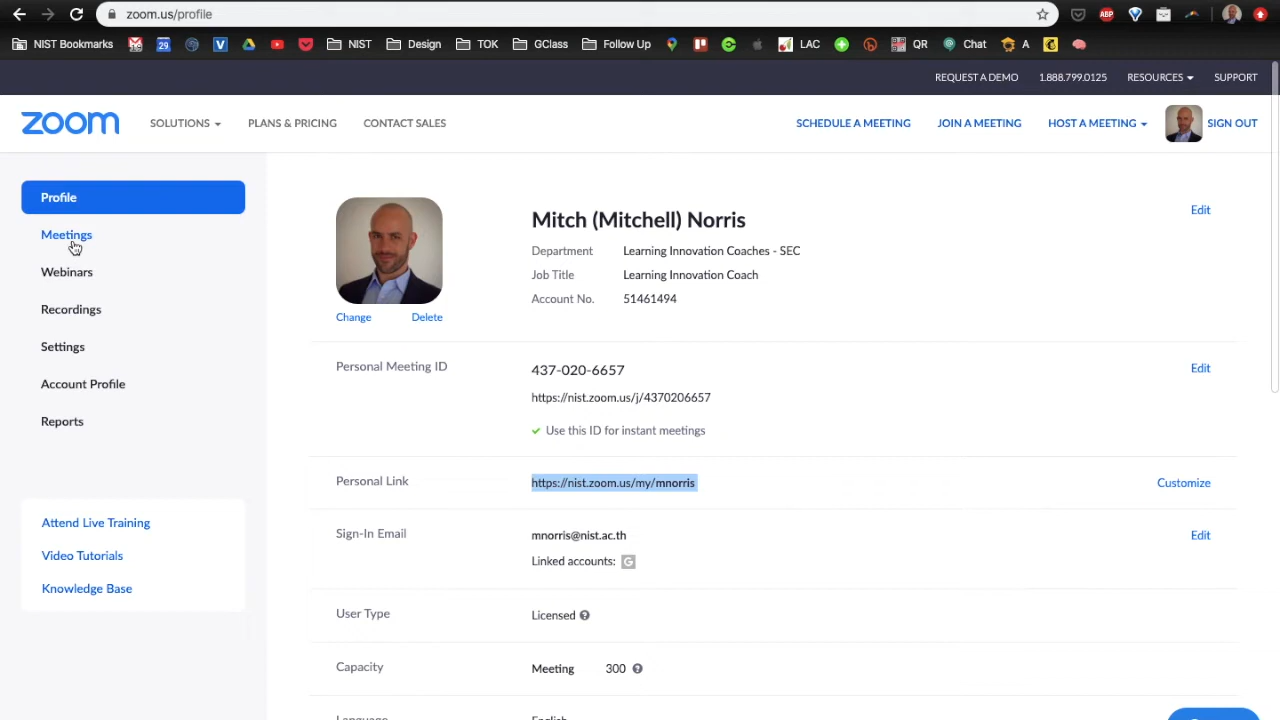 zoom.us/profile
ABP
NIST Bookmarks
NIST
Design
TOK
GClass
Follow Up
LAC
QR
Chat
A
REQUEST A DEMO 1.888.799.0125 RESOURCES SUPPORT
zoom SOLUTIONS PLANS & PRICING CONTACT SALES SCHEDULE A MEETING JOIN A MEETING HOST A MEETING SIGN OUT
Profile
Meetings
Webinars
Recordings
Settings
Account Profile
Reports
Attend Live Training
Video Tutorials
Knowledge Base
Change Delete
Mitch (Mitchell) Norris Edit
Department Learning Innovation Coaches - SEC
Job Title Learning Innovation Coach
Account No. 51461494
Personal Meeting ID 437-020-6657 Edit
https://nist.zoom.us/j/4370206657
Use this ID for instant meetings
Personal Link https://nist.zoom.us/my/mnorris Customize
Sign-In Email mnorris@nist.ac.th Edit
Linked accounts: G
User Type Licensed ?
Capacity Meeting 300 ?
Language English